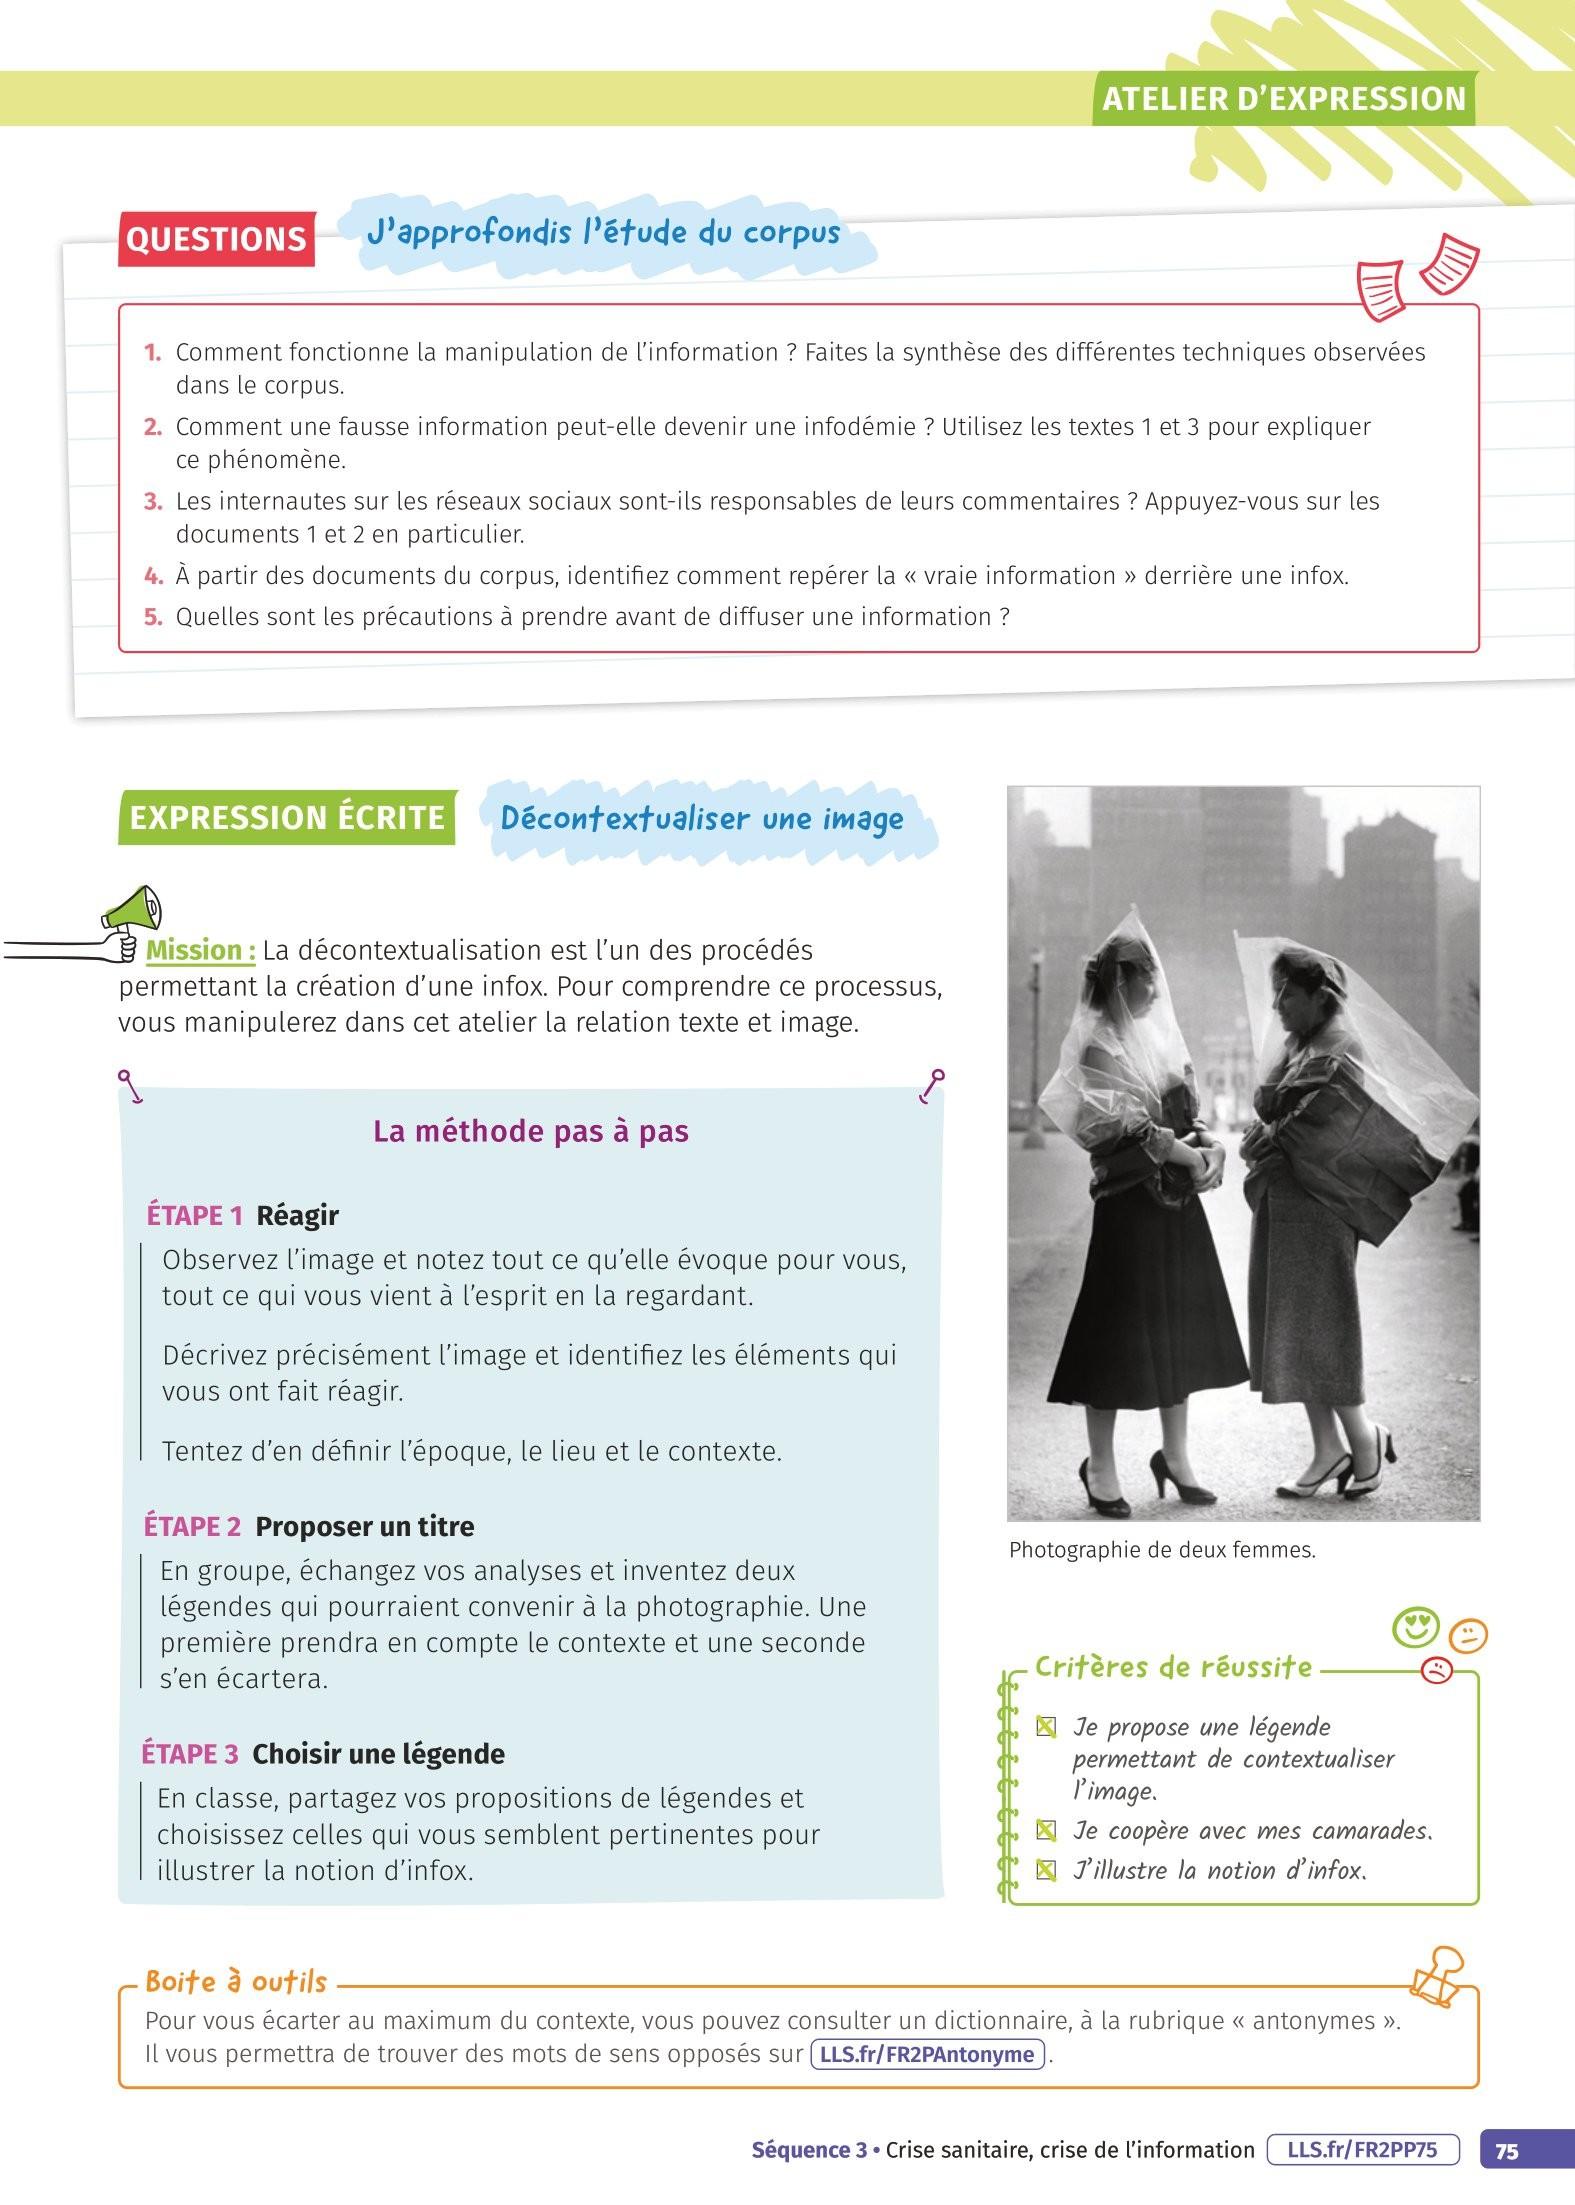 ATELIER D'EXPRESSION
QUESTIONS
J'approfondis l'étude du corpus
1. Comment fonctionne la manipulation de l'information ? Faites la synthèse des différentes techniques observées
dans le corpus.
2. Comment une fausse information peut-elle devenir une infodémie ? Utilisez les textes 1 et 3 pour expliquer
ce phénomène.
3. Les internautes sur les réseaux sociaux sont-ils responsables de leurs commentaires ? Appuyez-vous sur les
documents 1 et 2 en particulier.
4. À partir des documents du corpus, identifiez comment repérer la « vraie information » derrière une infox.
5. Quelles sont les précautions à prendre avant de diffuser une information ?
EXPRESSION ÉCRITE
Décontextualiser une image
Mission : La décontextualisation est l'un des procédés
permettant la création d'une infox. Pour comprendre ce processus,
vous manipulerez dans cet atelier la relation texte et image.
La méthode pas à pas
ÉTAPE 1 Réagir
Observez l'image et notez tout ce qu'elle évoque pour vous,
tout ce qui vous vient à l'esprit en la regardant.
Décrivez précisément l'image et identifiez les éléments qui
vous ont fait réagir.
Tentez d'en définir l'époque, le lieu et le contexte.
ÉTAPE 2 Proposer un titre
En groupe, échangez vos analyses et inventez deux
légendes qui pourraient convenir à la photographie. Une
première prendra en compte le contexte et une seconde
s'en écartera.
ÉTAPE 3 Choisir une légende
En classe, partagez vos propositions de légendes et
choisissez celles qui vous semblent pertinentes pour
illustrer la notion d'infox.
Photographie de deux femmes.
Critères de réussite
Je propose une légende
permettant de contextualiser
l'image.
Je coopère avec mes camarades.
J'illustre la notion d'infox.
Boite à outils
Pour vous écarter au maximum du contexte, vous pouvez consulter un dictionnaire, à la rubrique « antonymes ».
Il vous permettra de trouver des mots de sens opposés sur LLS.fr/FR2PAntonyme .
Séquence 3 • Crise sanitaire, crise de l'information LLS.fr/FR2PP75 75